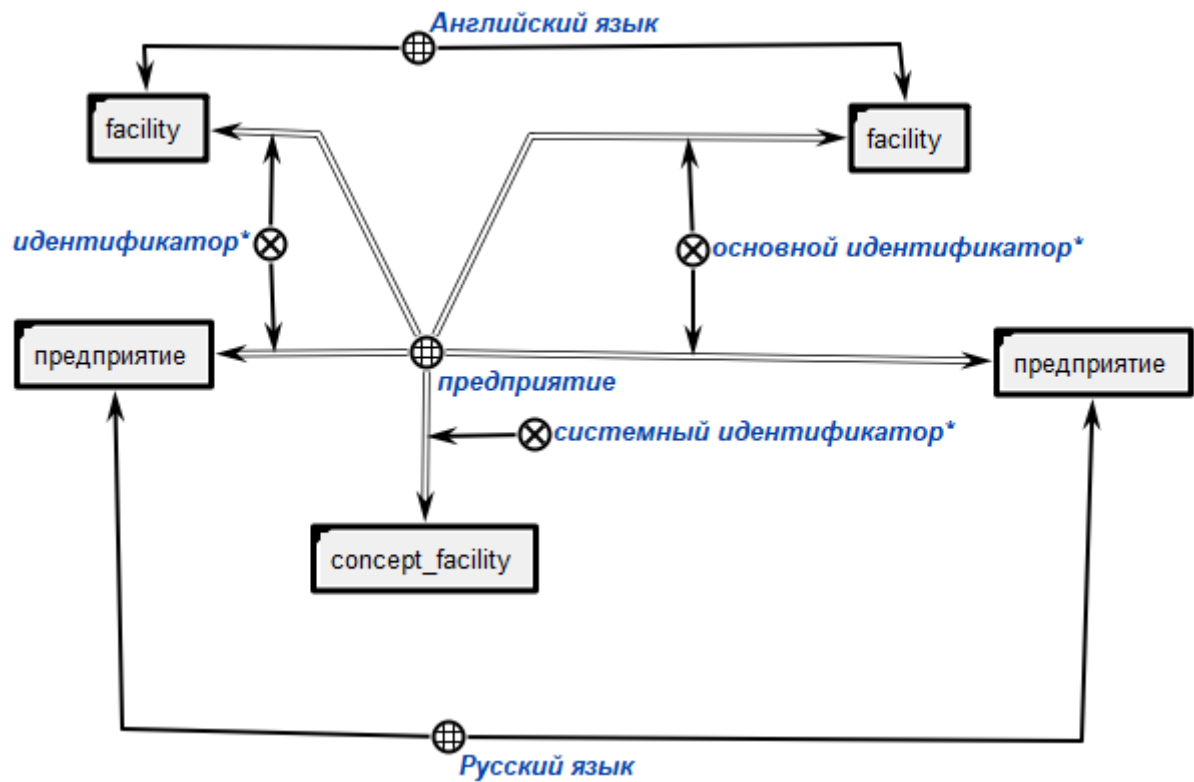 Английский язык
facility
facility
идентификатор*
основной идентификатор*
предприятие
предприятие
предприятие
системный идентификатор*
concept_facility
Русский язык